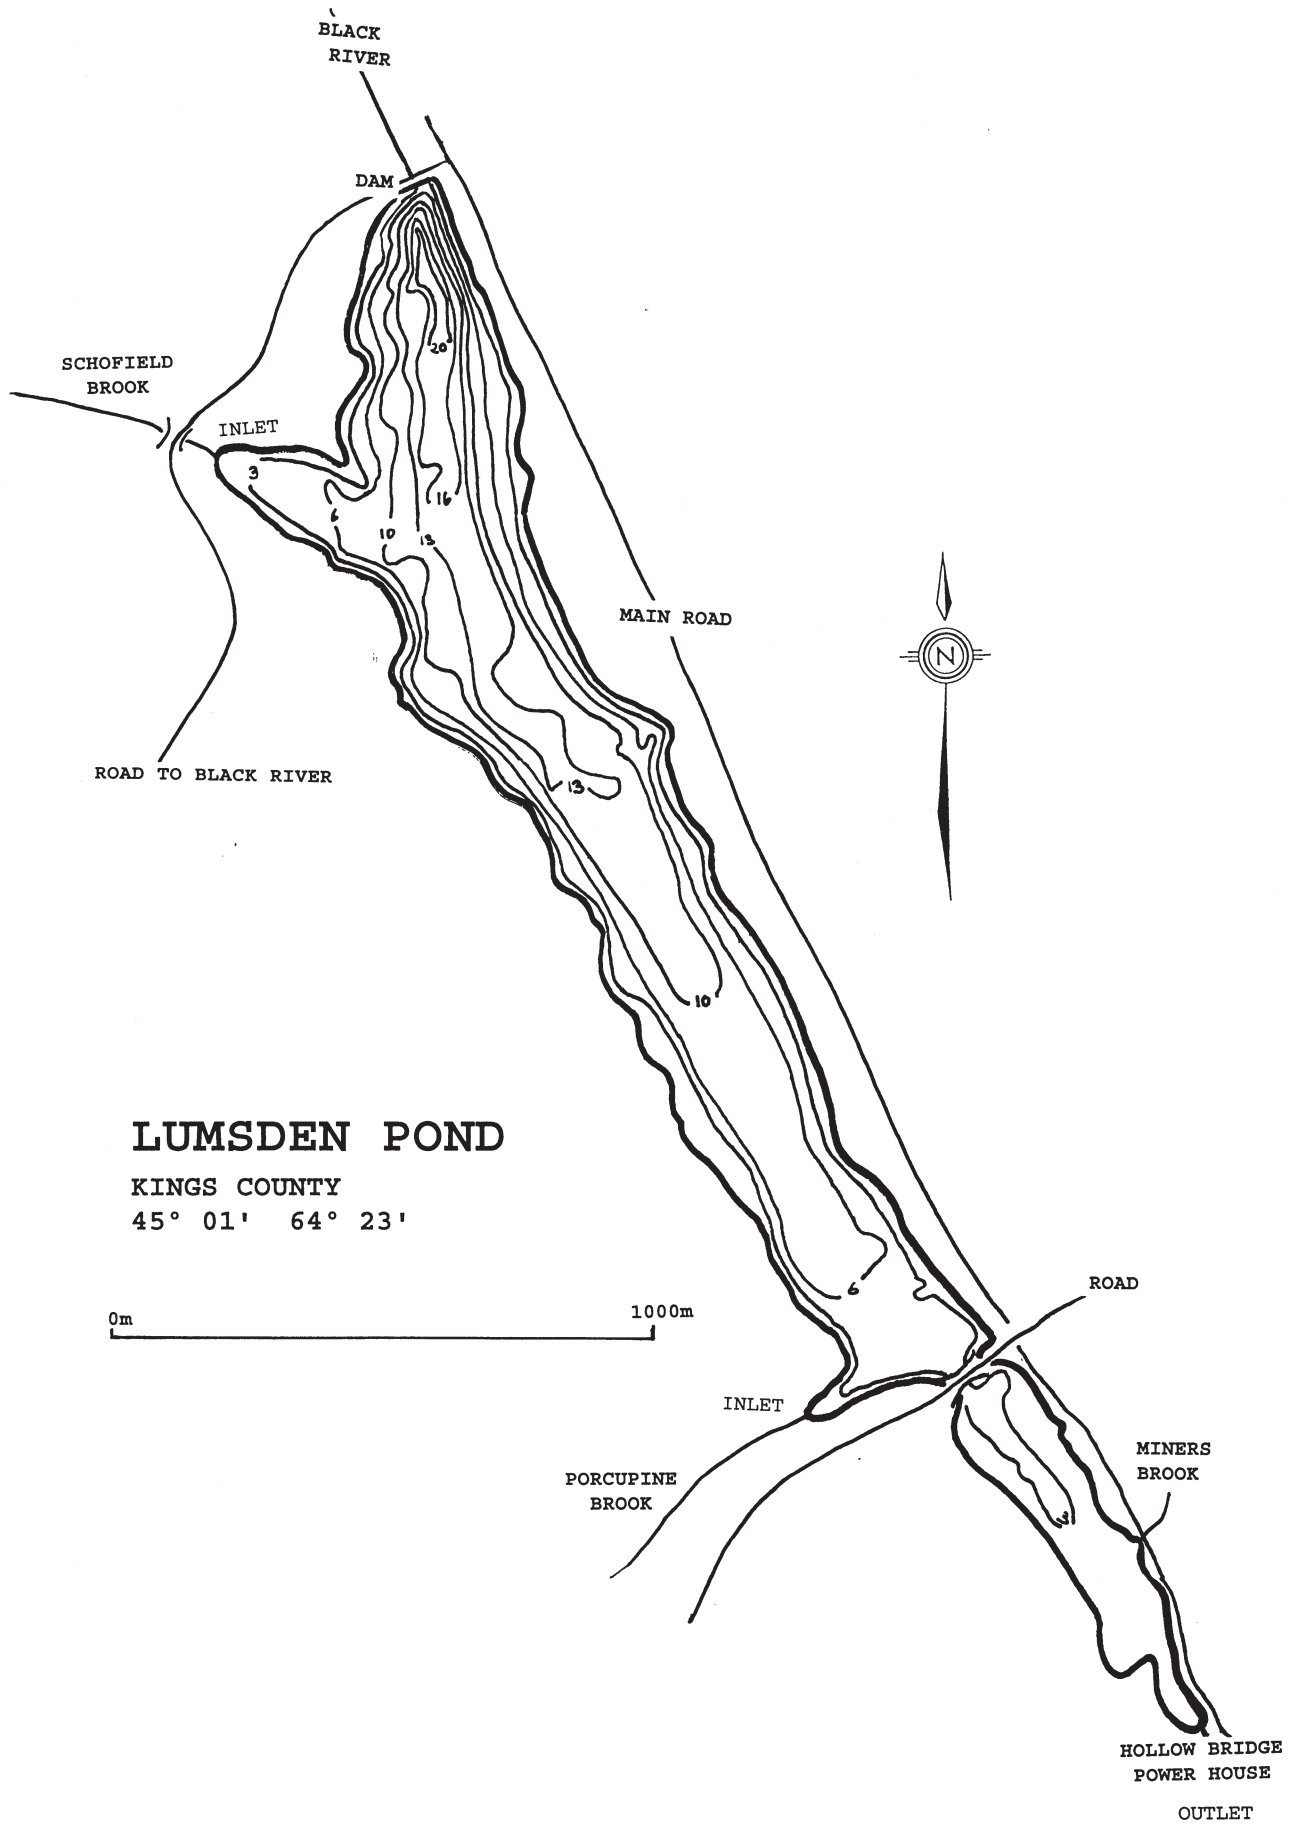 BLACK
RIVER
DAM
20
SCHOFIELD
BROOK
INLET
3
6
16
10
13
MAIN ROAD
N
ROAD TO BLACK RIVER
13
10
LUMSDEN POND
KINGS COUNTY
45° 01' 64° 23'
0m
1000m
6
ROAD
INLET
MINERS
BROOK
PORCUPINE
BROOK
3
HOLLOW BRIDGE
POWER HOUSE
OUTLET